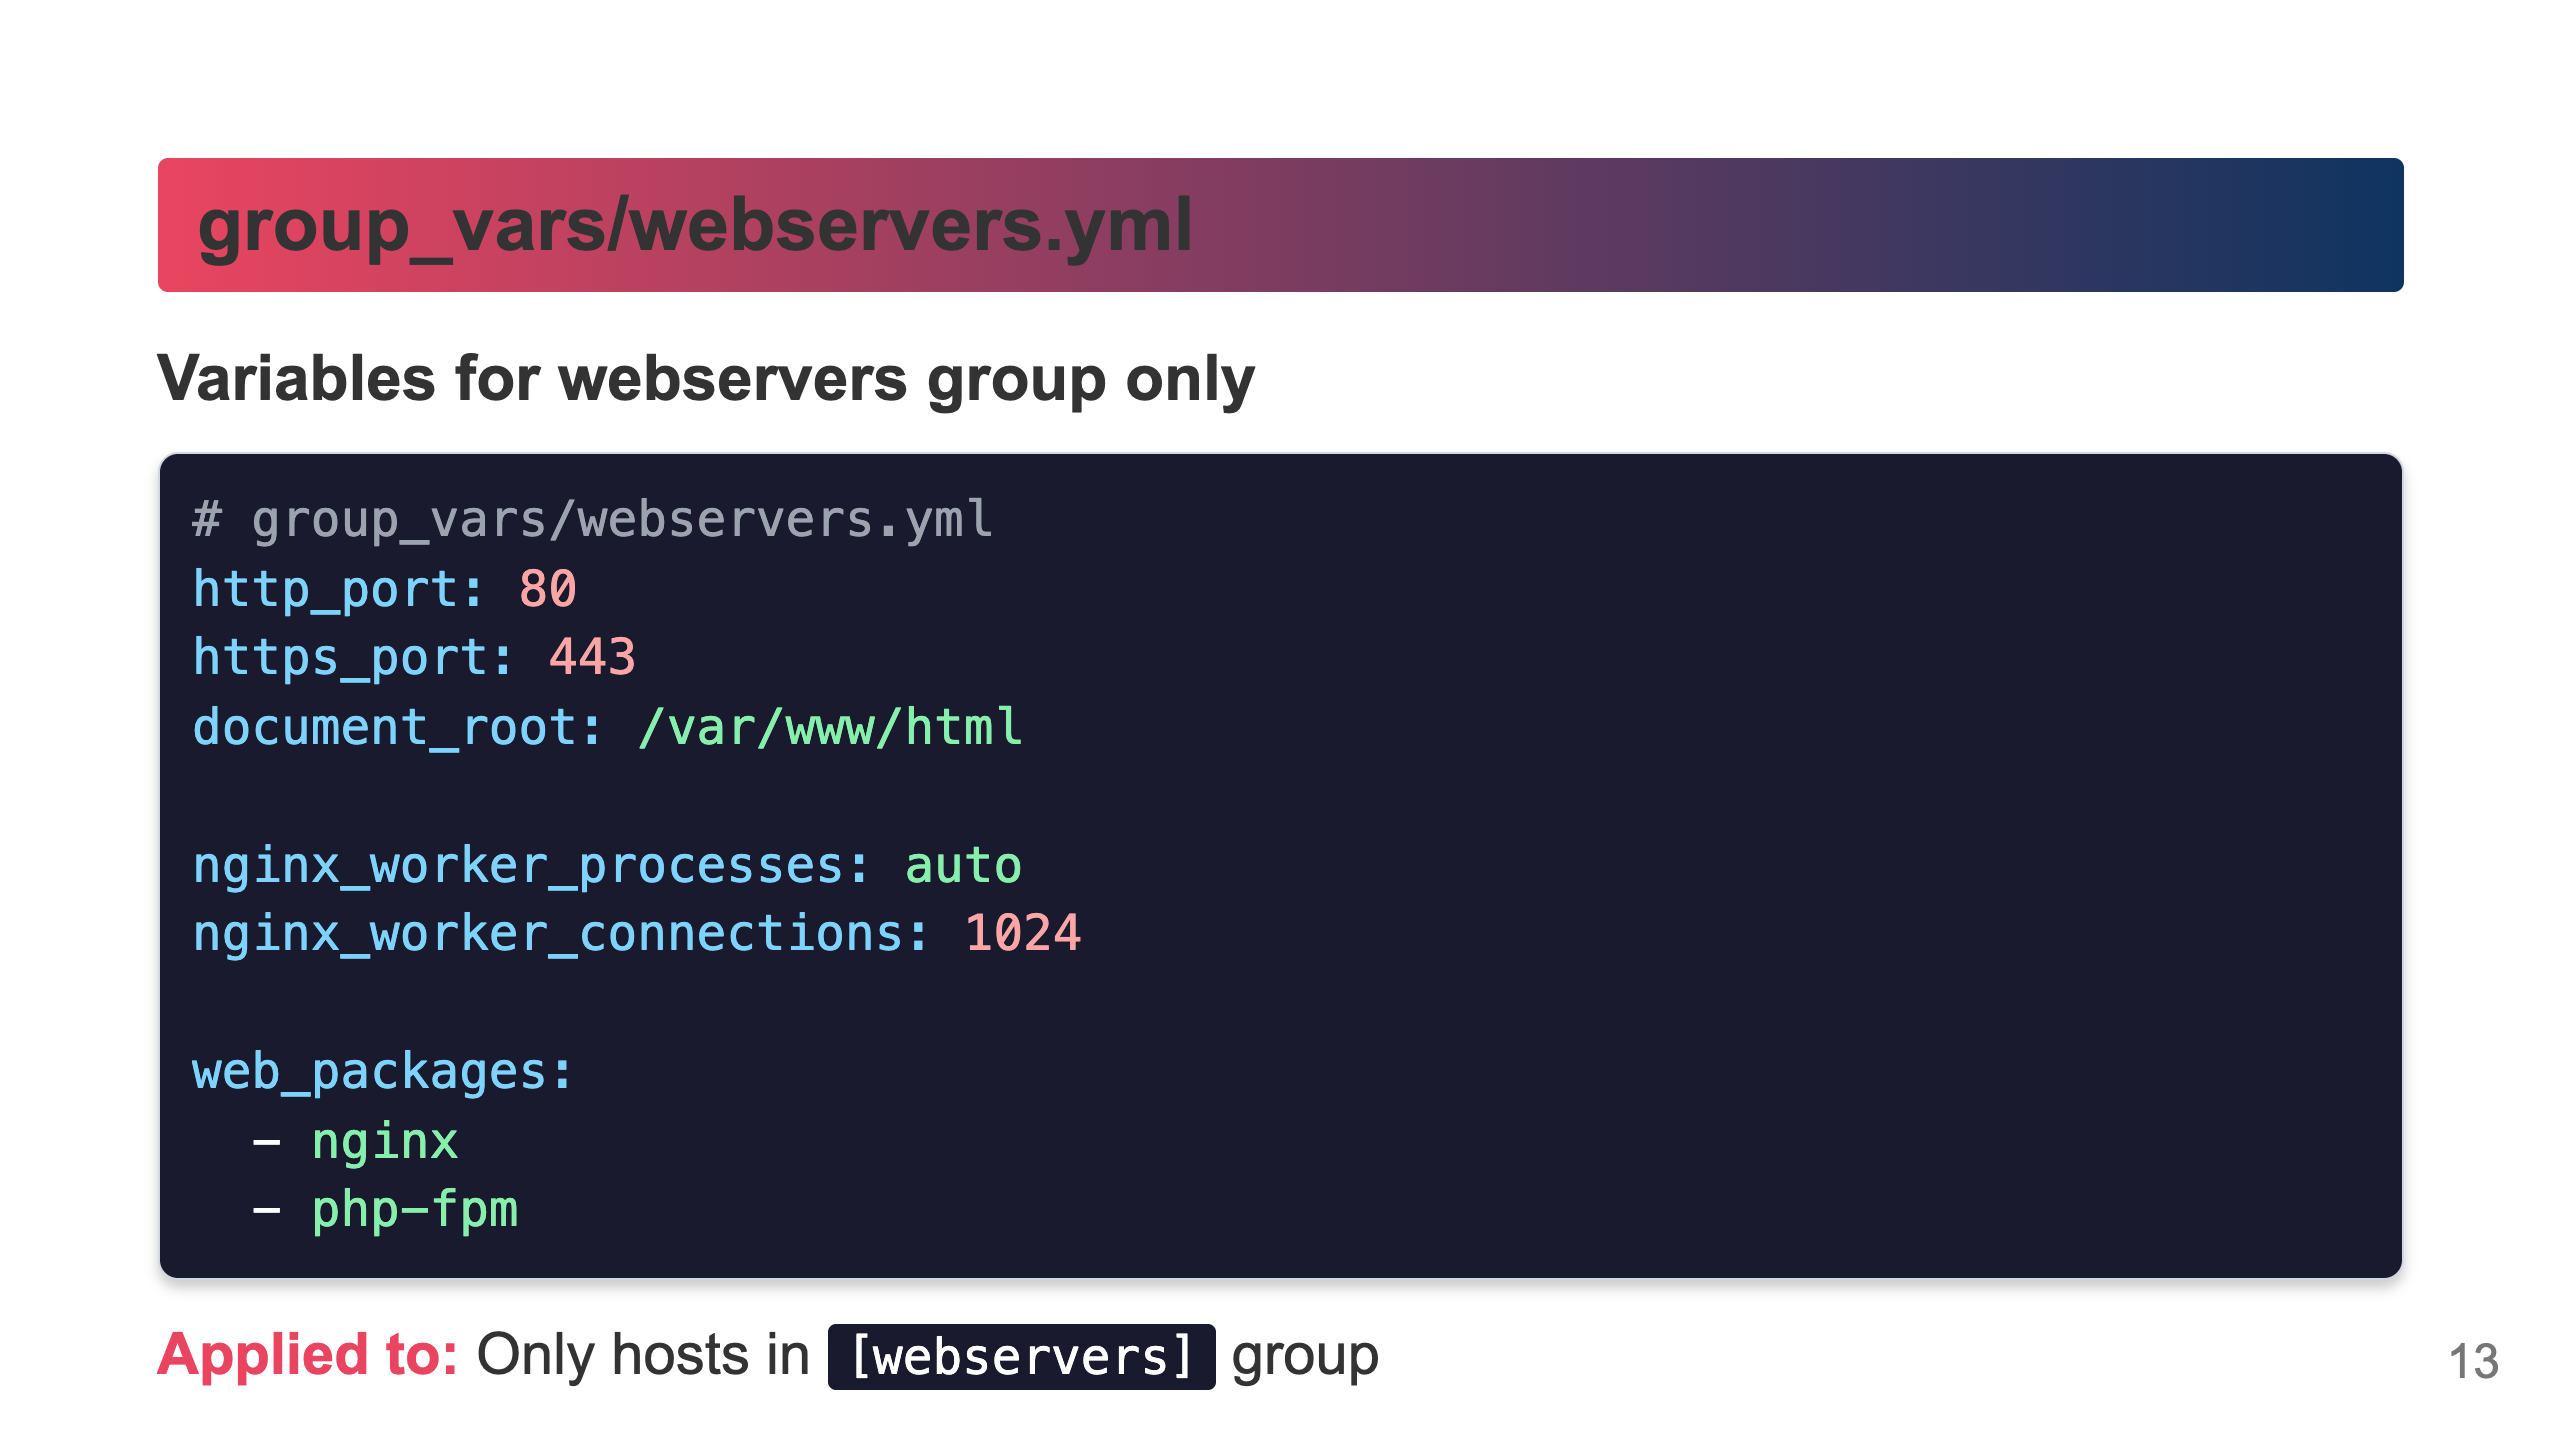 group_vars/webservers.yml
Variables for webservers group only
# group_vars/webservers.yml
http_port: 80
https_port: 443
document_root: /var/www/html
nginx_worker_processes: auto
nginx_worker_connections: 1024
web_packages:
  - nginx
  - php-fpm
Applied to: Only hosts in [webservers] group
13